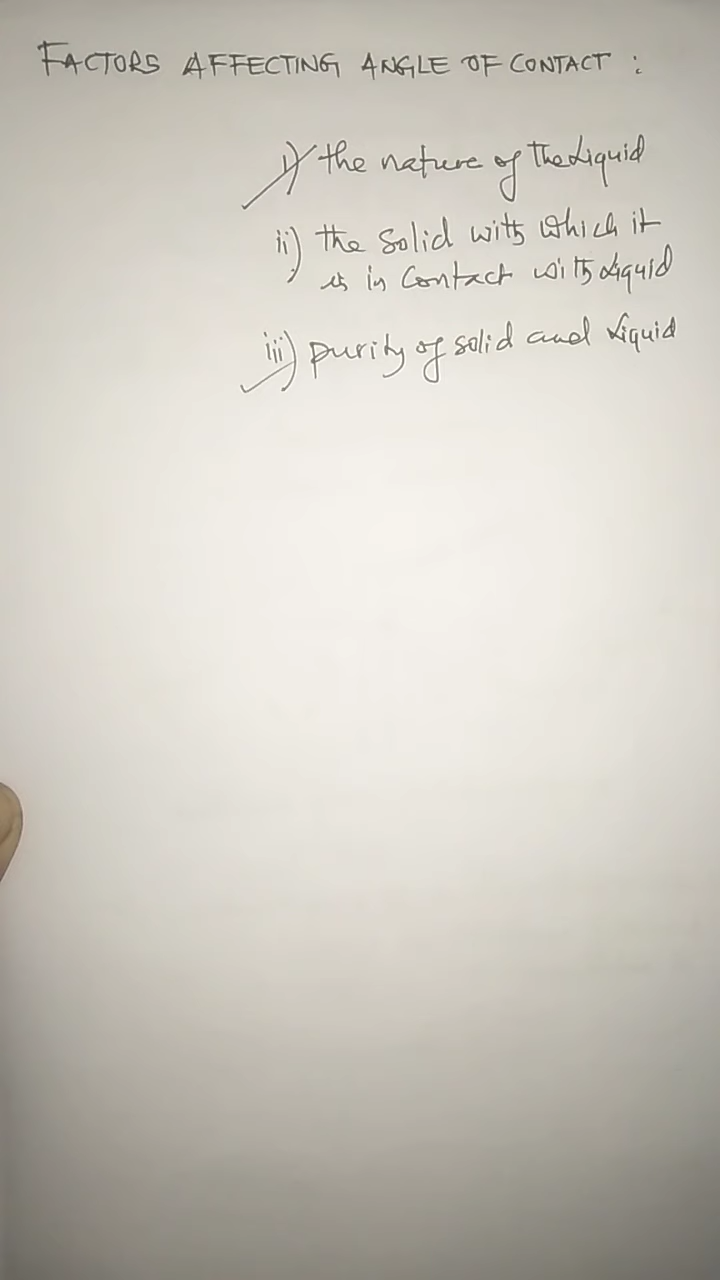 FACTORS AFFECTING ANGLE OF CONTACT :
i) the nature of The Liquid
ii) the Solid with which it
is in Contact with Liquid
iii) purity of solid and Liquid